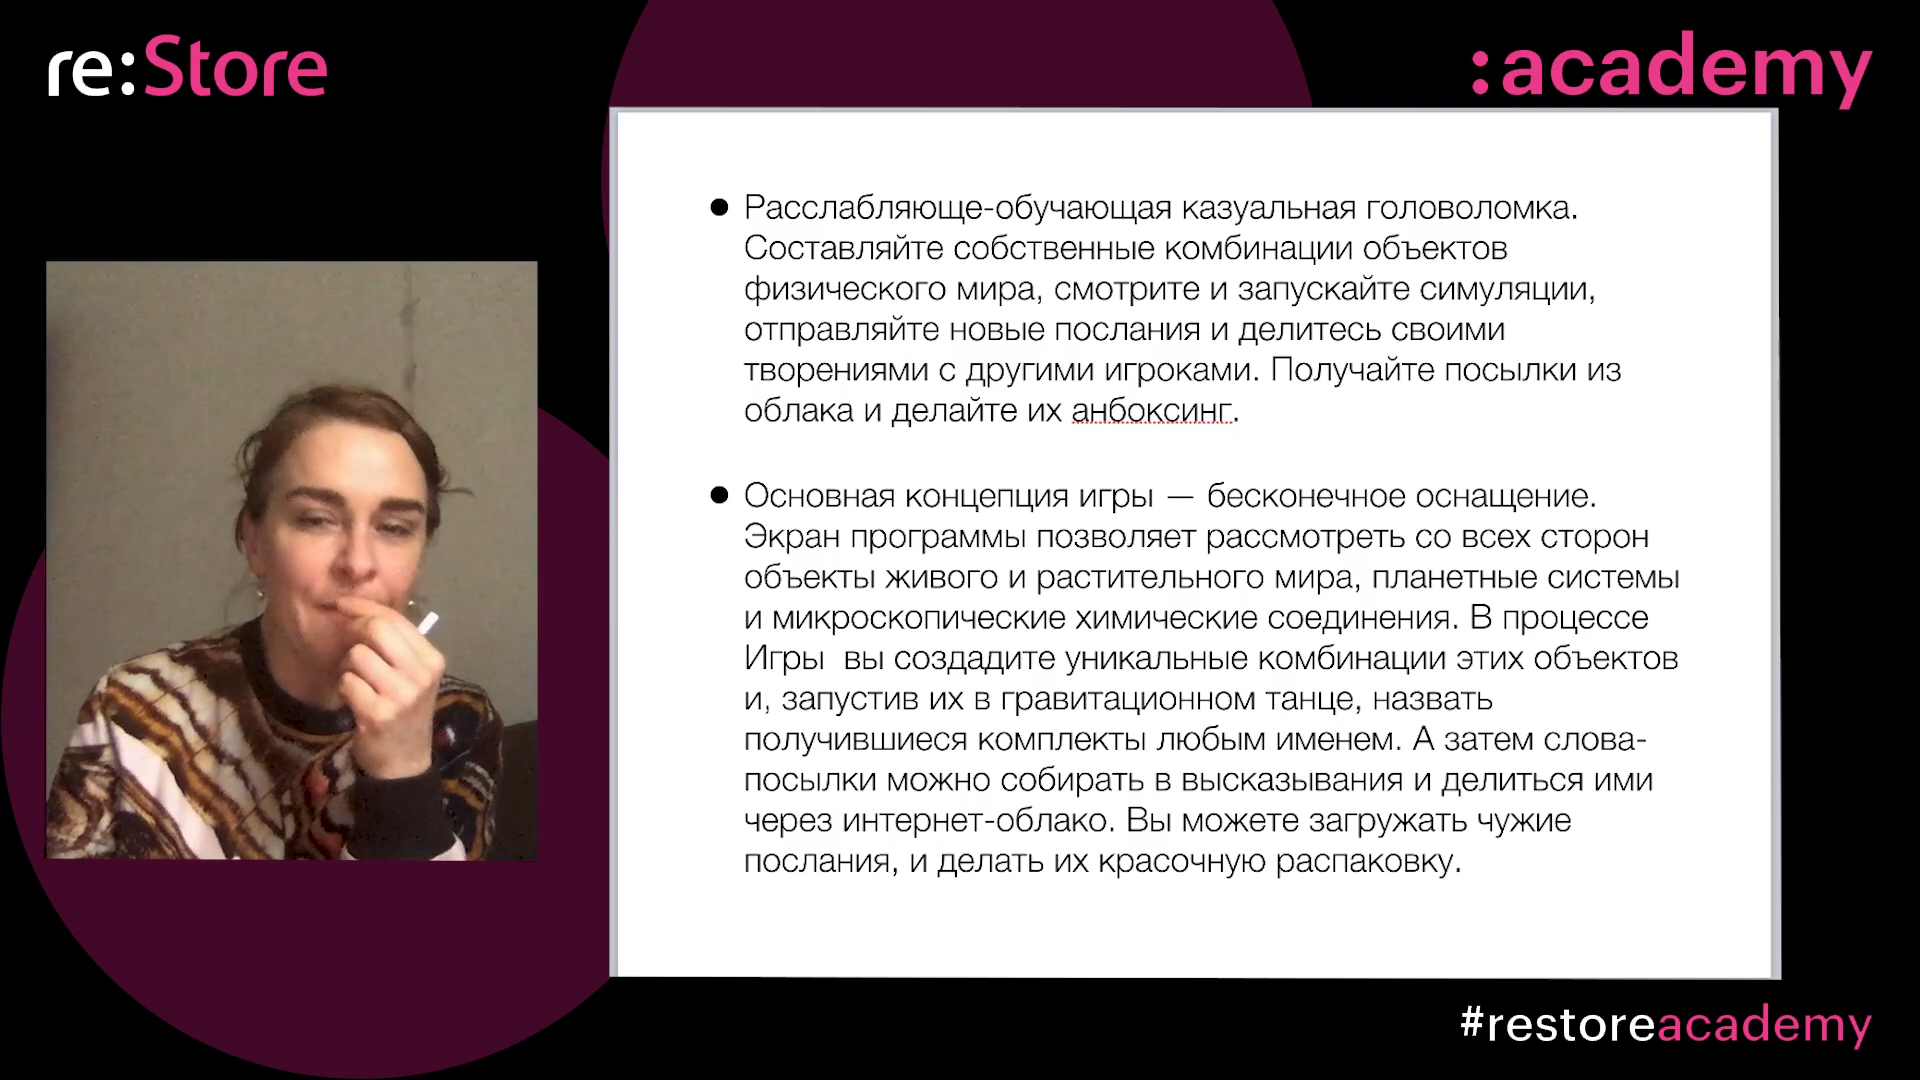 re:Store
:academy
● Расслабляюще-обучающая казуальная головоломка.
Составляйте собственные комбинации объектов
физического мира, смотрите и запускайте симуляции,
отправляйте новые послания и делитесь своими
творениями с другими игроками. Получайте посылки из
облака и делайте их анбоксинг.
● Основная концепция игры — бесконечное оснащение.
Экран программы позволяет рассмотреть со всех сторон
объекты живого и растительного мира, планетные системы
и микроскопические химические соединения. В процессе
Игры  вы создадите уникальные комбинации этих объектов
и, запустив их в гравитационном танце, назвать
получившиеся комплекты любым именем. А затем слова-
посылки можно собирать в высказывания и делиться ими
через интернет-облако. Вы можете загружать чужие
послания, и делать их красочную распаковку.
#restoreacademy